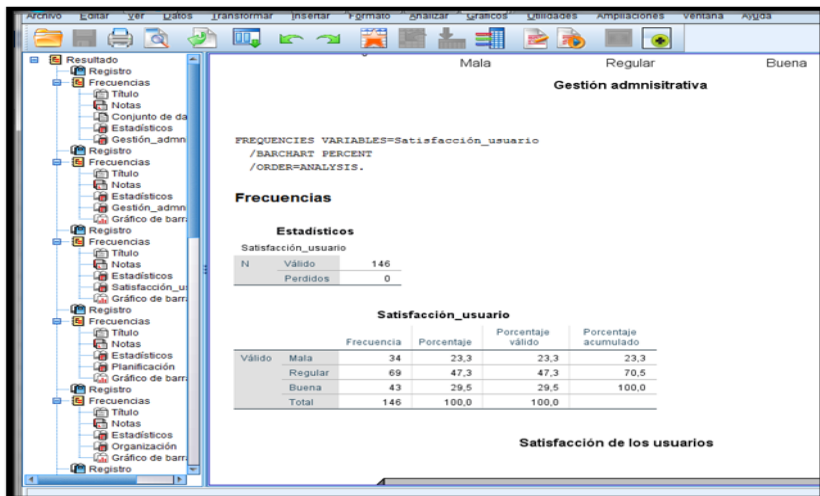 Archivo Editar Ver Datos Transformar Insertar Formato Analizar Gráficos Utilidades Ampliaciones Ventana Ayuda
Resultado
Registro
Frecuencias
Título
Notas
Conjunto de da
Estadísticos
Gestión_admn
Registro
Frecuencias
Título
Notas
Estadísticos
Gestión_admn
Gráfico de barr
Registro
Frecuencias
Título
Notas
Estadísticos
Satisfacción_u
Gráfico de barr
Registro
Frecuencias
Título
Notas
Estadísticos
Planificación
Gráfico de barr
Registro
Frecuencias
Título
Notas
Estadísticos
Organización
Gráfico de barr
Registro
Mala Regular Buena
Gestión admnisitrativa
FREQUENCIES VARIABLES=Satisfacción_usuario
/BARCHART PERCENT
/ORDER=ANALYSIS.
Frecuencias
Estadísticos
Satisfacción_usuario
N Válido 146
Perdidos 0
Satisfacción_usuario
Frecuencia Porcentaje Porcentaje válido Porcentaje acumulado
Válido Mala 34 23,3 23,3 23,3
Regular 69 47,3 47,3 70,5
Buena 43 29,5 29,5 100,0
Total 146 100,0 100,0
Satisfacción de los usuarios